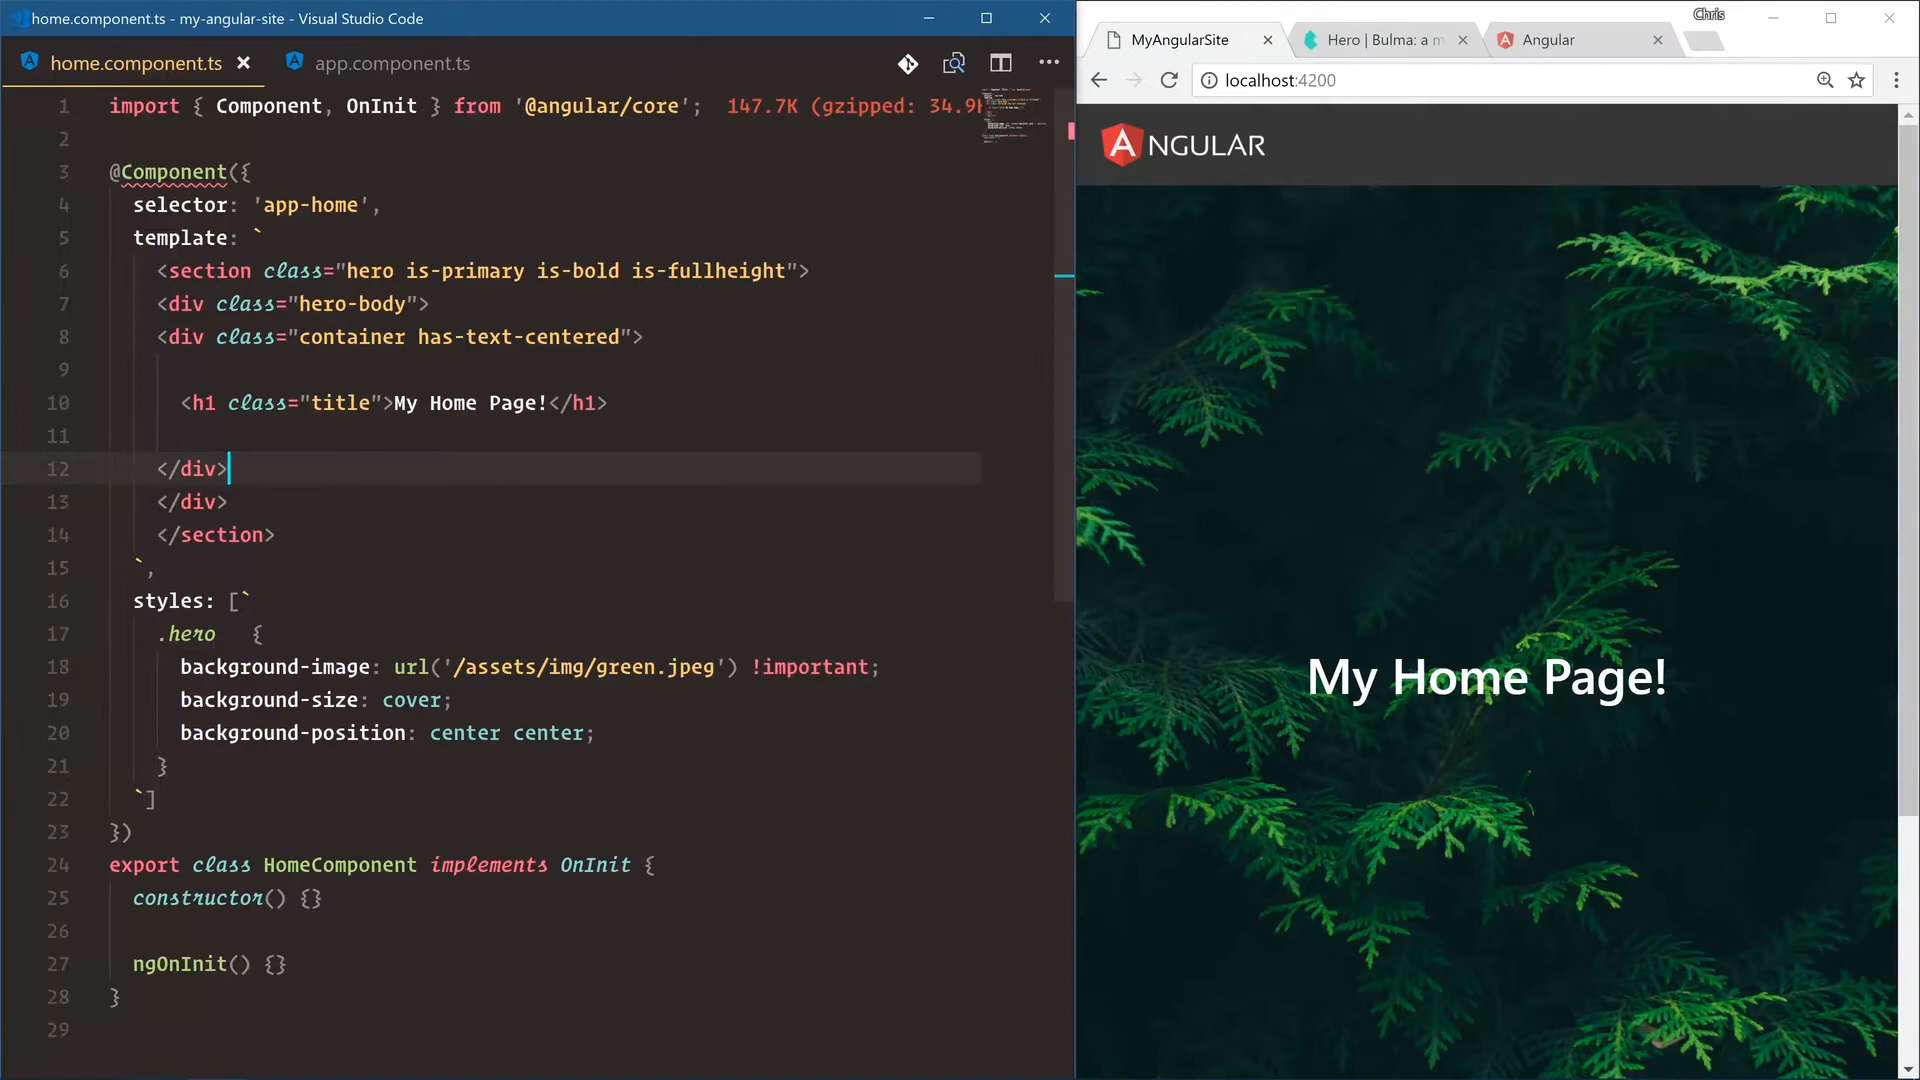 home.component.ts - my-angular-site - Visual Studio Code
home.component.ts
app.component.ts
1 import { Component, OnInit } from '@angular/core'; 147.7K (gzipped: 34.9
2
3 @Component({
4 selector: 'app-home',
5 template: `
6 <section class="hero is-primary is-bold is-fullheight">
7 <div class="hero-body">
8 <div class="container has-text-centered">
9
10 <h1 class="title">My Home Page!</h1>
11
12 </div>
13 </div>
14 </section>
15 `,
16 styles: [`
17 .hero {
18 background-image: url('/assets/img/green.jpeg') !important;
19 background-size: cover;
20 background-position: center center;
21 }
22 `]
23 })
24 export class HomeComponent implements OnInit {
25 constructor() {}
26
27 ngOnInit() {}
28 }
29
Chris
MyAngularSite
Hero | Bulma: a m
Angular
localhost:4200
A NGULAR
My Home Page!